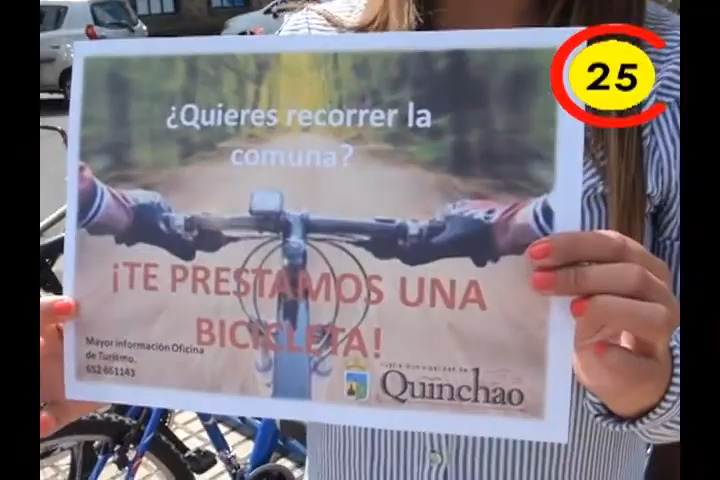 25
¿Quieres recorrer la
comuna?
¡TE PRESTAMOS UNA
BICICLETA!
Mayor información Oficina
de Turismo.
652 651143
Quinchao